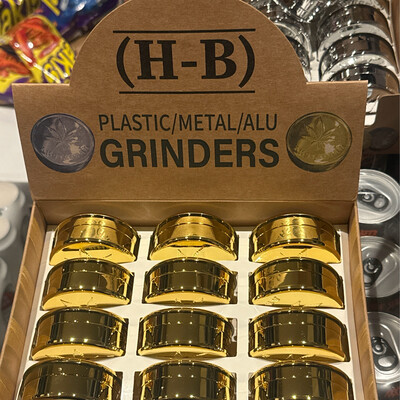 (H-B)
PLASTIC/METAL/ALU
GRINDERS